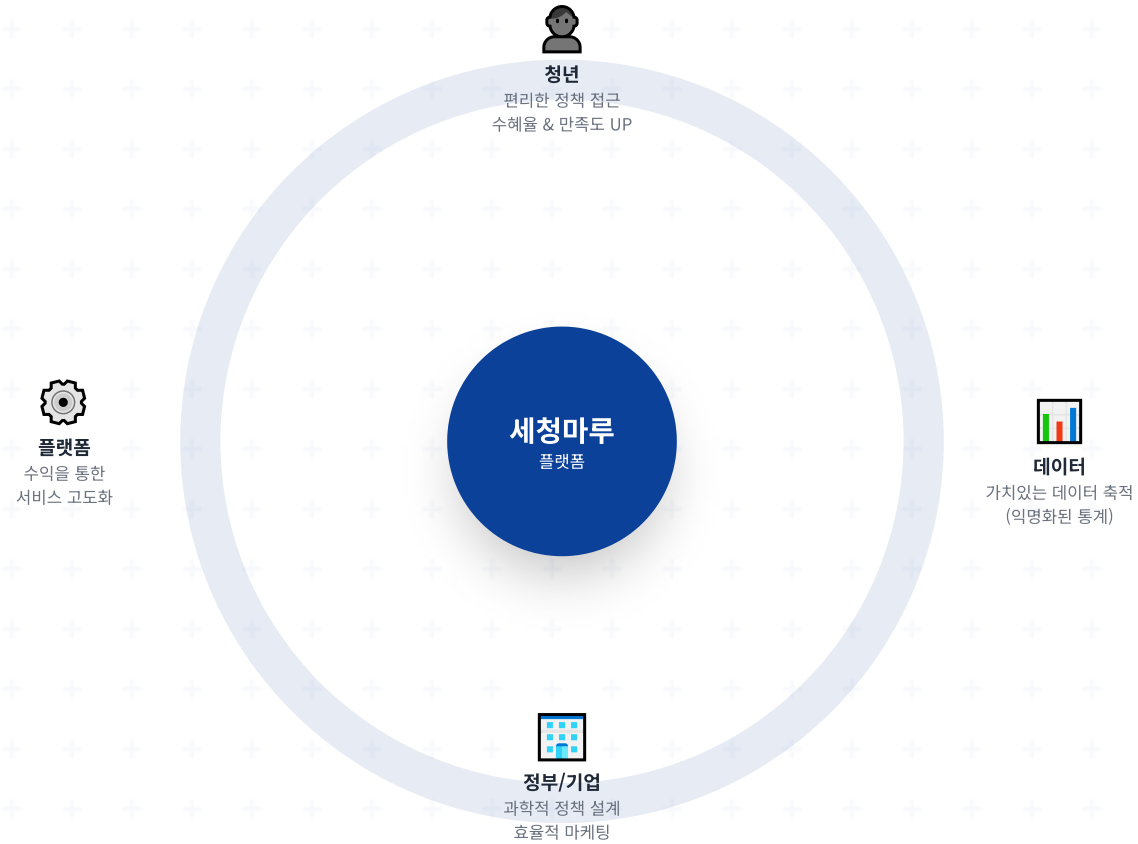 청년
편리한 정책 접근
수혜율 & 만족도 UP
세청마루
플랫폼
플랫폼
수익을 통한
서비스 고도화
데이터
가치있는 데이터 축적
(익명화된 통계)
정부/기업
과학적 정책 설계
효율적 마케팅